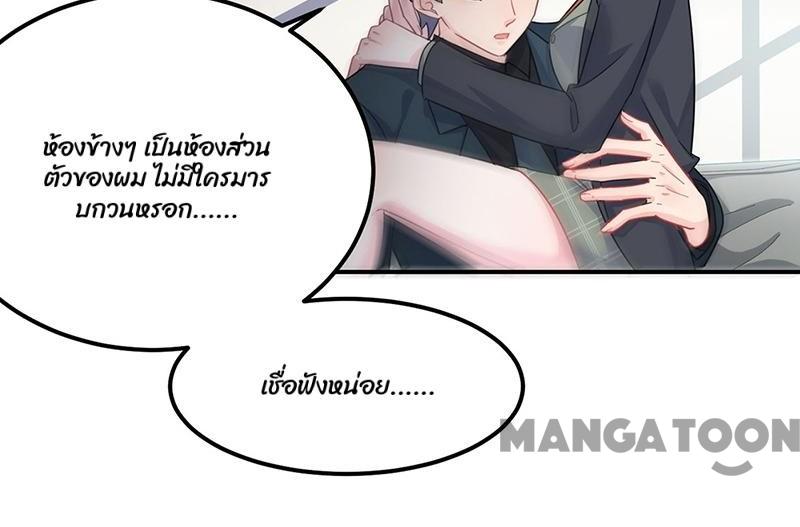 ห้องข้างๆ เป็นห้องส่วน
ตัวของผม ไม่มีใครมาร
บกวนหรอก......
เชื่อฟังหน่อย......
MANGATOON